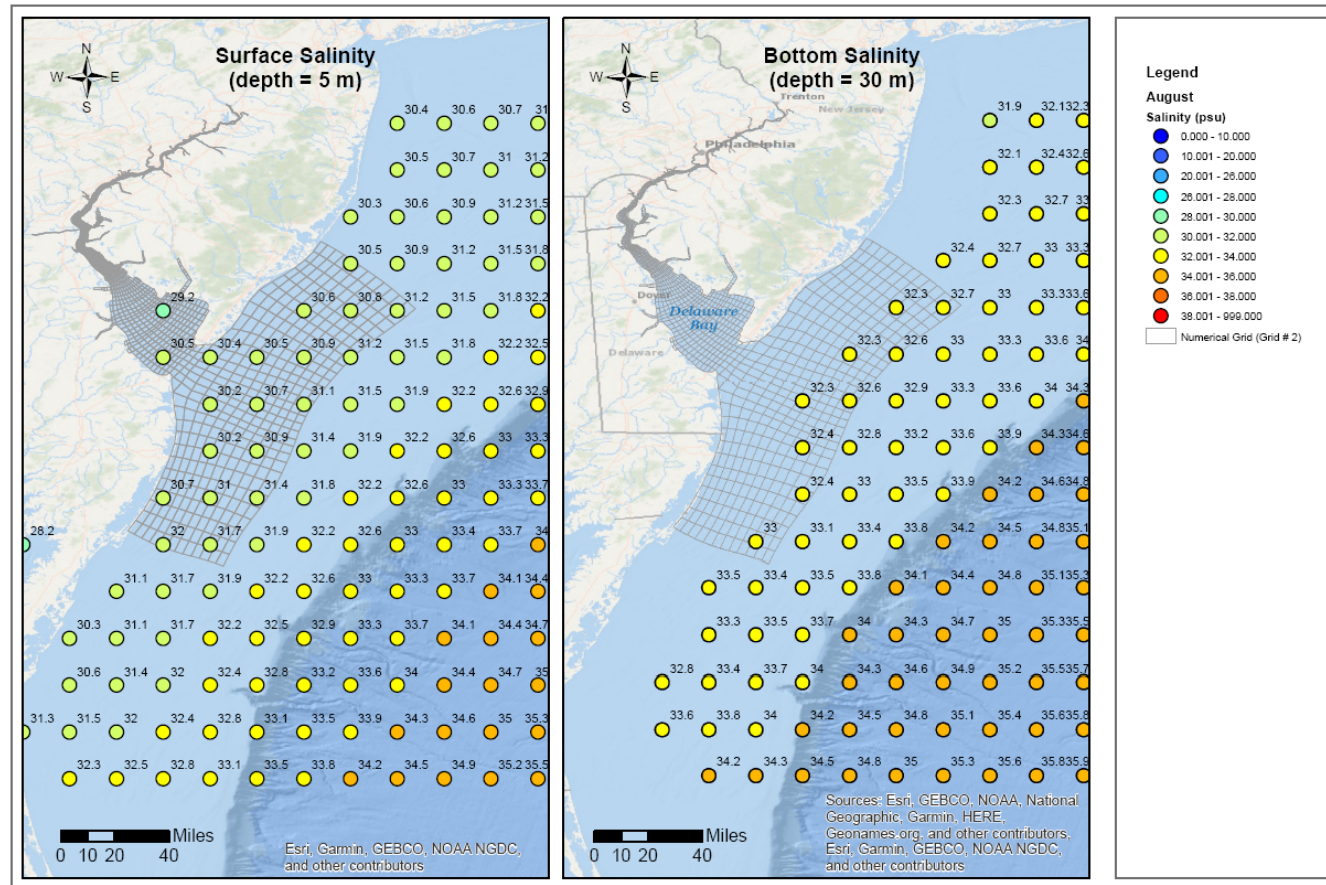 Surface Salinity
(depth = 5 m)
N
W E
S
30.4 30.6 30.7 31
30.5 30.7 31 31.2
30.3 30.6 30.9 31.2 31.5
30.5 30.9 31.2 31.5 31.8
29.2 30.6 30.8 31.2 31.5 31.8 32.2
30.5 30.4 30.5 30.9 31.2 31.5 31.8 32.2 32.5
30.2 30.7 31.1 31.5 31.9 32.2 32.6 32.9
30.2 30.9 31.4 31.9 32.2 32.6 33 33.3
30.7 31 31.4 31.8 32.2 32.6 33 33.3 33.7
28.2 32 31.7 31.9 32.2 32.6 33 33.4 33.7 34
31.1 31.7 31.9 32.2 32.6 33 33.3 33.7 34.1 34.4
30.3 31.1 31.7 32.2 32.5 32.9 33.3 33.7 34.1 34.4 34.7
30.6 31.4 32 32.4 32.8 33.2 33.6 34 34.4 34.7 35
31.3 31.5 32 32.4 32.8 33.1 33.5 33.9 34.3 34.6 35 35.3
32.3 32.5 32.8 33.1 33.5 33.8 34.2 34.5 34.9 35.2 35.5
Miles
0 10 20 40
Esri, Garmin, GEBCO, NOAA NGDC,
and other contributors
Bottom Salinity
(depth = 30 m)
N
W E
S
Trenton
New Jersey
Philadelphia
Dover
Delaware
Bay
Delaware
31.9 32.1 32.3
32.1 32.4 32.6
32.3 32.7 33
32.4 32.7 33 33.3
32.3 32.7 33 33.3 33.6
32.3 32.6 33 33.3 33.6 34
32.3 32.6 32.9 33.3 33.6 34 34.3
32.4 32.8 33.2 33.6 33.9 34.3 34.6
32.4 33 33.5 33.9 34.2 34.6 34.8
33 33.1 33.4 33.8 34.2 34.5 34.8 35.1
33.5 33.4 33.5 33.8 34.1 34.4 34.8 35.1 35.3
33.3 33.5 33.7 34 34.3 34.7 35 35.3 35.5
32.8 33.4 33.7 34 34.3 34.6 34.9 35.2 35.5 35.7
33.6 33.8 34 34.2 34.5 34.8 35.1 35.4 35.6 35.8
34.2 34.3 34.5 34.8 35 35.3 35.6 35.8 35.9
Miles
0 10 20 40
Sources: Esri, GEBCO, NOAA, National
Geographic, Garmin, HERE,
Geonames.org, and other contributors,
Esri, Garmin, GEBCO, NOAA NGDC,
and other contributors
Legend
August
Salinity (psu)
0.000 - 10.000
10.001 - 20.000
20.001 - 26.000
26.001 - 28.000
28.001 - 30.000
30.001 - 32.000
32.001 - 34.000
34.001 - 36.000
36.001 - 38.000
38.001 - 999.000
Numerical Grid (Grid # 2)